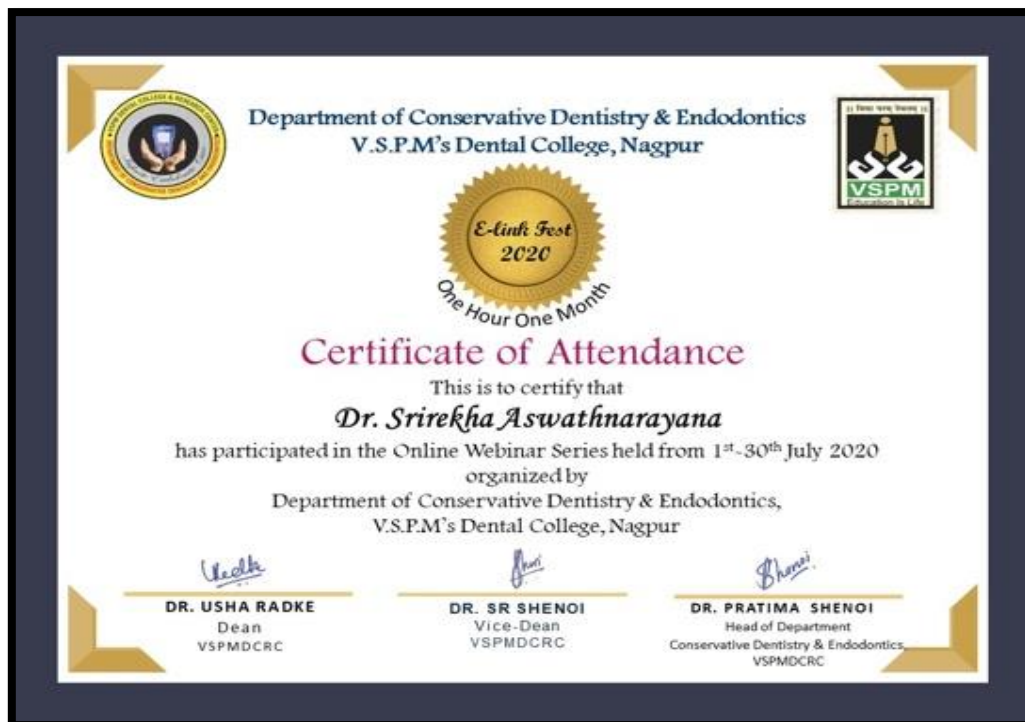 Department of Conservative Dentistry & Endodontics
V.S.P.M's Dental College, Nagpur
VSPM
Education is Life
E-link Fest
2020
One Hour One Month
Certificate of Attendance
This is to certify that
Dr. Srirekha Aswathnarayana
has participated in the Online Webinar Series held from 1st-30th July 2020
organized by
Department of Conservative Dentistry & Endodontics,
V.S.P.M's Dental College, Nagpur
DR. USHA RADKE
Dean
VSPMDCRC
DR. SR SHENOI
Vice-Dean
VSPMDCRC
DR. PRATIMA SHENOI
Head of Department
Conservative Dentistry & Endodontics,
VSPMDCRC